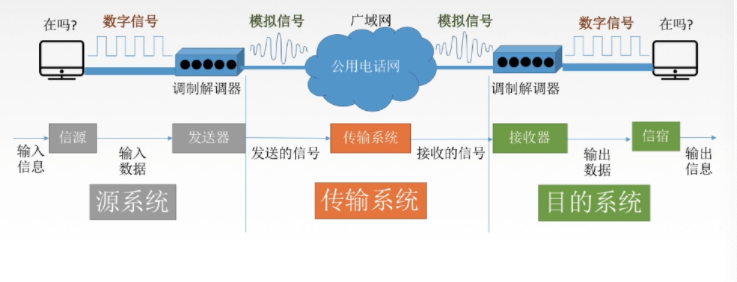 在吗?
数字信号
模拟信号
广域网
模拟信号
数字信号
在吗?
公用电话网
调制解调器
调制解调器
信源
发送器
传输系统
接收器
信宿
输入
信息
输入
数据
发送的信号
接收的信号
输出
数据
输出
信息
源系统
传输系统
目的系统